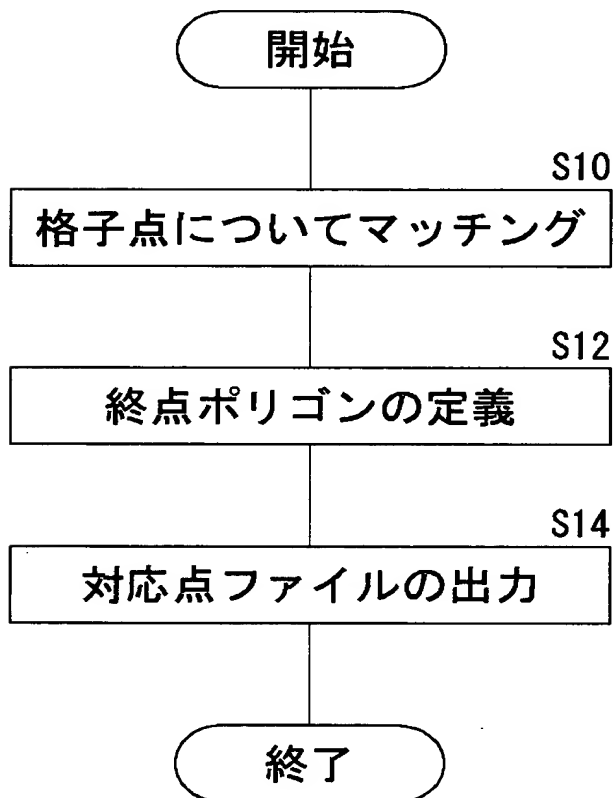 開始
S10
格子点についてマッチング
S12
終点ポリゴンの定義
S14
対応点ファイルの出力
終了